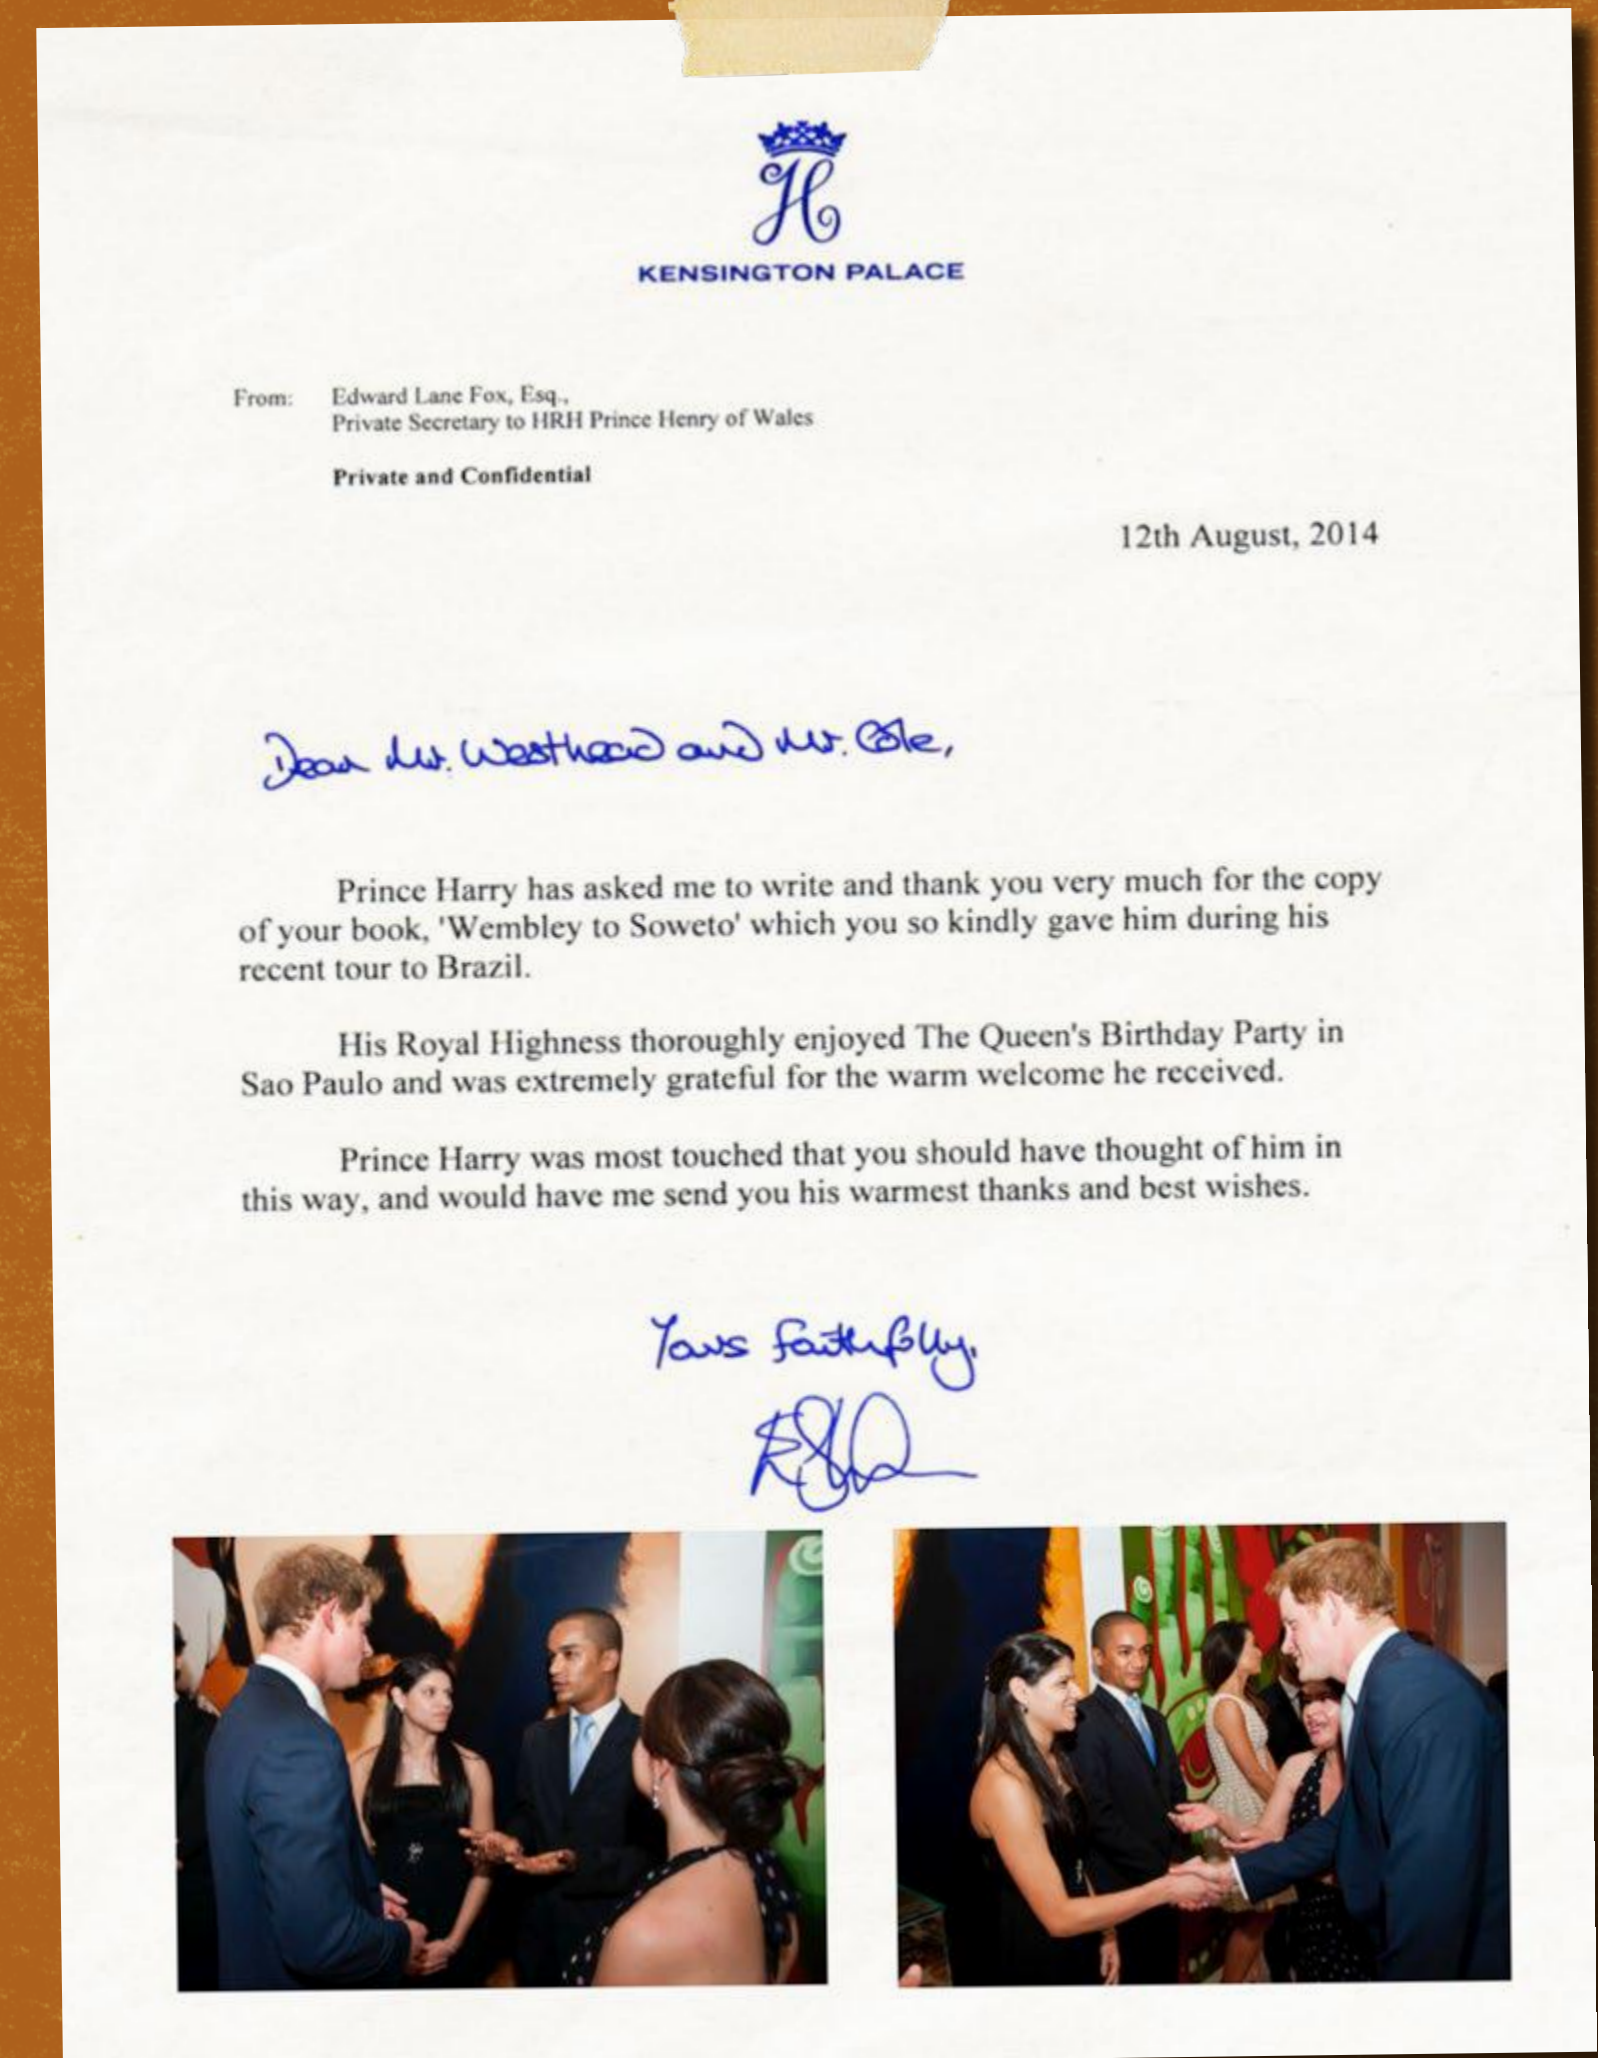 H
KENSINGTON PALACE
From: Edward Lane Fox, Esq.,
Private Secretary to HRH Prince Henry of Wales
Private and Confidential
12th August, 2014
Dear Mr. Westhead and Mr. Cole,
Prince Harry has asked me to write and thank you very much for the copy
of your book, 'Wembley to Soweto' which you so kindly gave him during his
recent tour to Brazil.
His Royal Highness thoroughly enjoyed The Queen's Birthday Party in
Sao Paulo and was extremely grateful for the warm welcome he received.
Prince Harry was most touched that you should have thought of him in
this way, and would have me send you his warmest thanks and best wishes.
Yours faithfully,